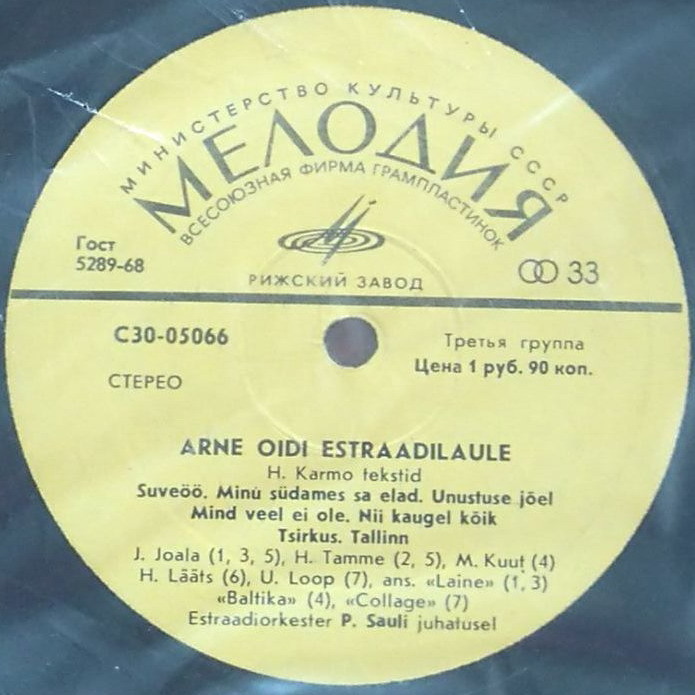 МИНИСТЕРСТВО КУЛЬТУРЫ СССР
МЕЛОДИЯ
ВСЕСОЮЗНАЯ ФИРМА ГРАМПЛАСТИНОК
Гост
5289-68
РИЖСКИЙ ЗАВОД
33
С30-05066
СТЕРЕО
Третья группа
Цена 1 руб. 90 коп.
ARNE OIDI ESTRAADILAULE
H. Karmo tekstid
Suveöö. Minu südames sa elad. Unustuse jõel
Mind veel ei ole. Nii kaugel kõik
Tsirkus. Tallinn
J. Joala (1, 3, 5), H. Tamme (2, 5), M. Kuut (4)
H. Lääts (6), U. Loop (7), ans. «Laine» (1, 3)
«Baltika» (4), «Collage» (7)
Estraadiorkester P. Sauli juhatusel